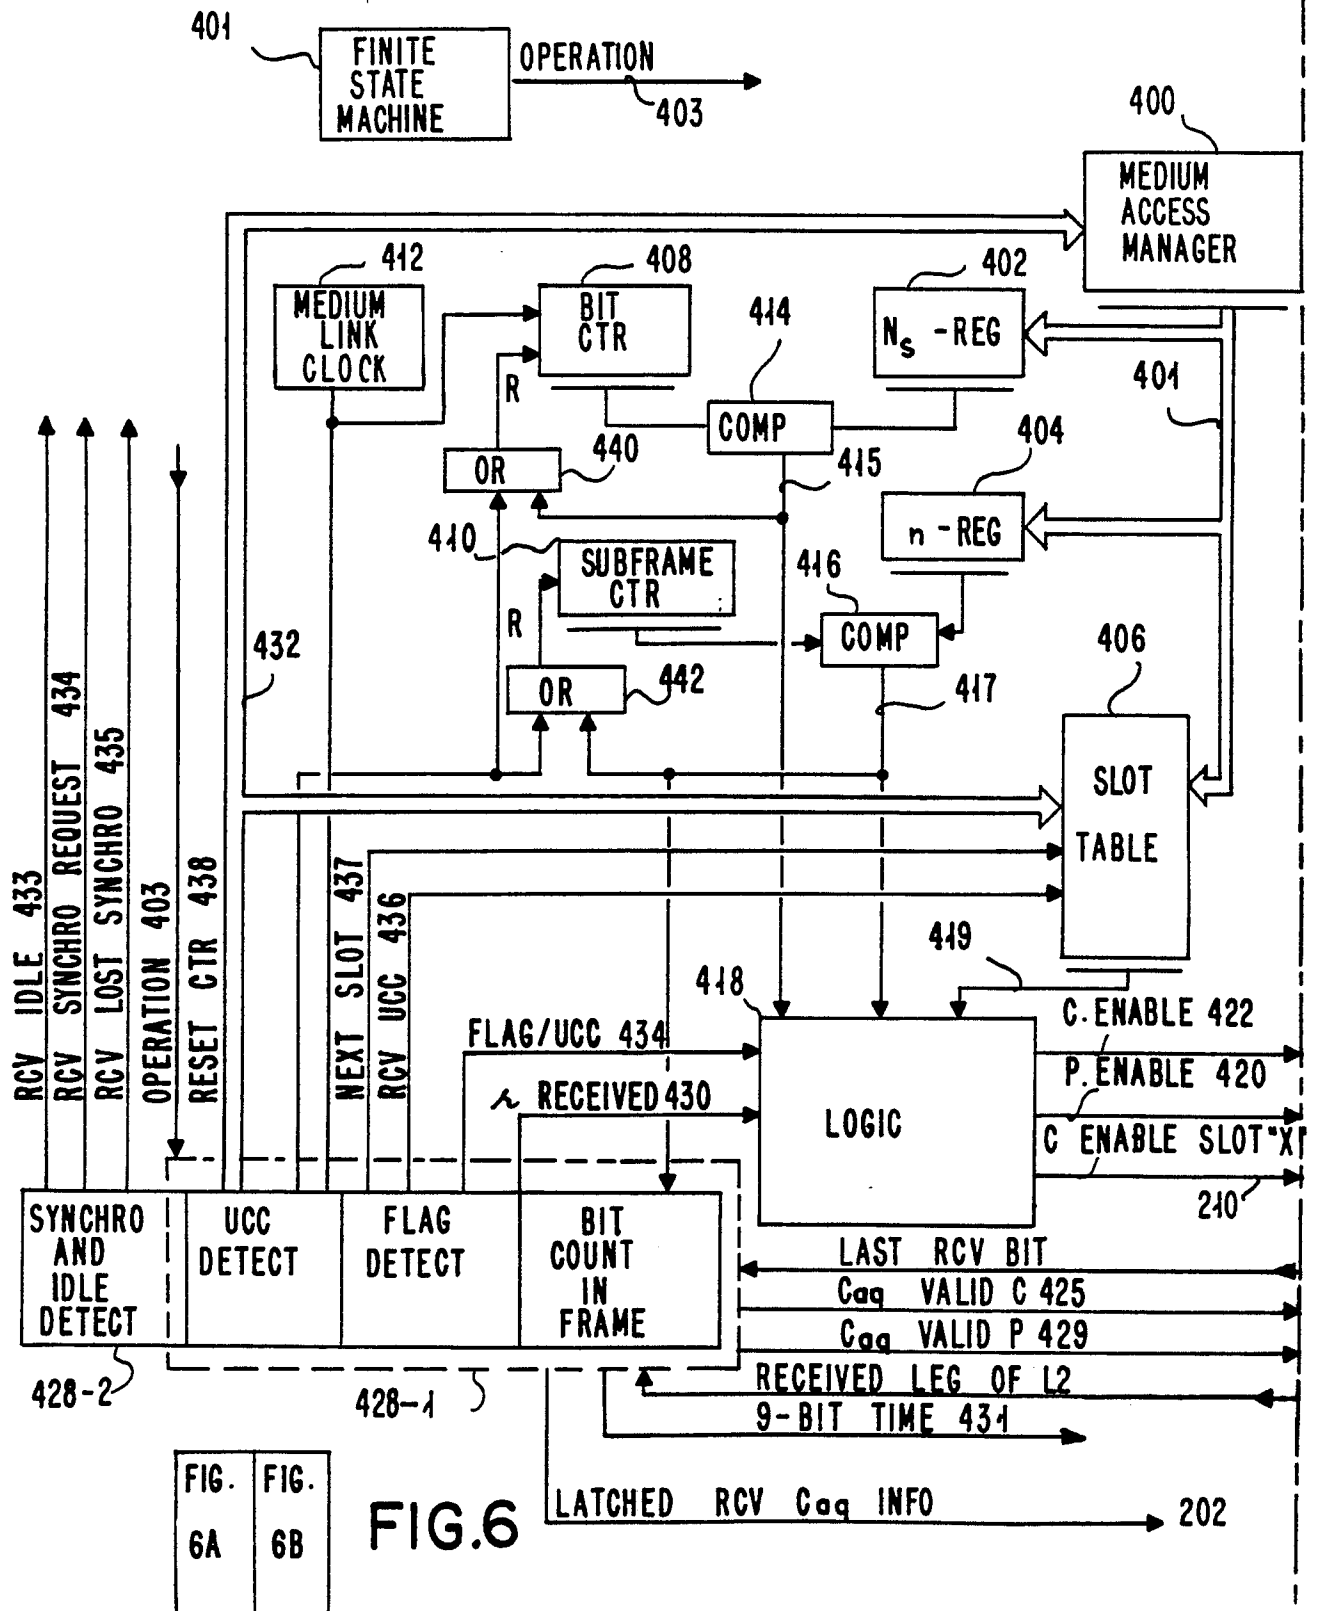 401
FINITE
STATE
MACHINE
OPERATION
403
400
MEDIUM
ACCESS
MANAGER
412
MEDIUM
LINK
CLOCK
408
BIT
CTR
402
Ns -REG
414
COMP
401
R
OR
440
415
404
n -REG
410
SUBFRAME
CTR
416
COMP
R
OR
442
417
406
SLOT
TABLE
432
RCV IDLE 433
RCV SYNCHRO REQUEST 434
RCV LOST SYNCHRO 435
OPERATION 403
RESET CTR 438
NEXT SLOT 437
RCV UCC 436
419
418
LOGIC
FLAG/UCC 434
r RECEIVED 430
C.ENABLE 422
P.ENABLE 420
C ENABLE SLOT "X"
210
SYNCHRO
AND
IDLE
DETECT
UCC
DETECT
FLAG
DETECT
BIT
COUNT
IN
FRAME
LAST RCV BIT
Caq VALID C 425
Caq VALID P 429
RECEIVED LEG OF L2
9-BIT TIME 431
428-2
428-1
LATCHED RCV Caq INFO
202
FIG.
6A
FIG.
6B
FIG.6